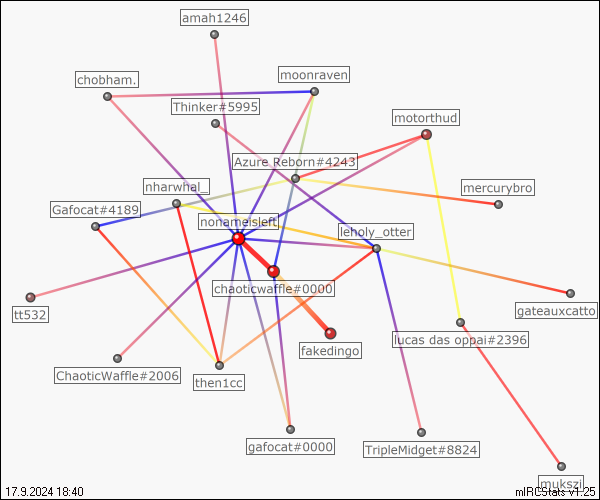 amah1246
moonraven
chobham.
Thinker#5995
motorthud
Azure Reborn#4243
nharwhal_
mercurybro
Gafocat#4189
nonameisleft
leholy_otter
chaoticwaffle#0000
tt532
gateauxcatto
lucas das oppai#2396
fakedingo
ChaoticWaffle#2006
then1cc
gafocat#0000
TripleMidget#8824
mukszi
17.9.2024 18:40
mIRCStats v1.25